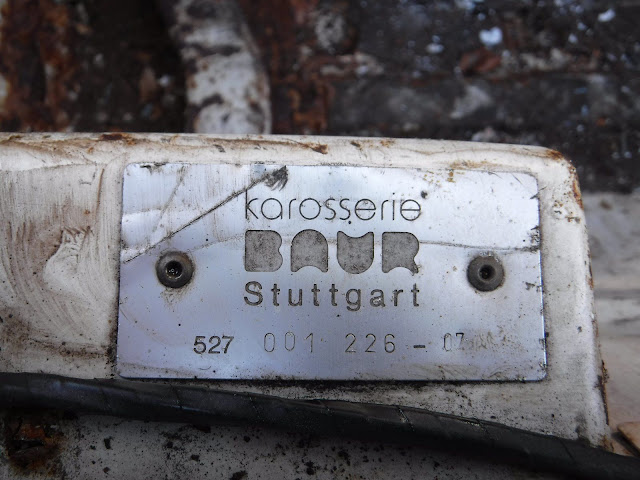 karosserie
BAUR
Stuttgart
527 001 226 - 07